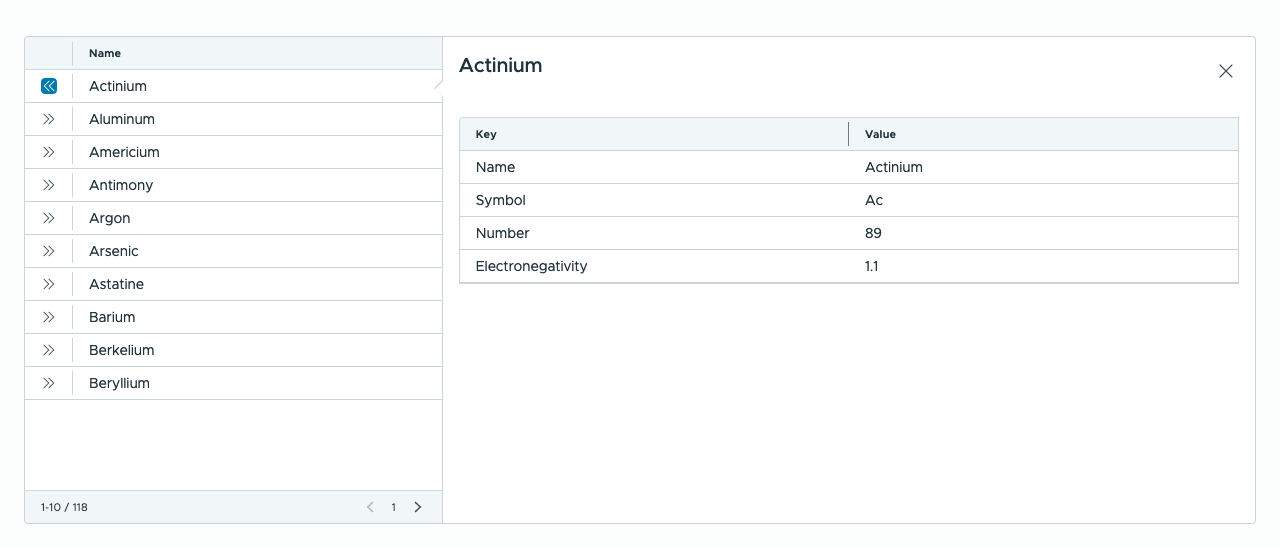 Name
Actinium
Aluminum
Americium
Antimony
Argon
Arsenic
Astatine
Barium
Berkelium
Beryllium
1-10 / 118
1
Actinium
Key Value
Name Actinium
Symbol Ac
Number 89
Electronegativity 1.1